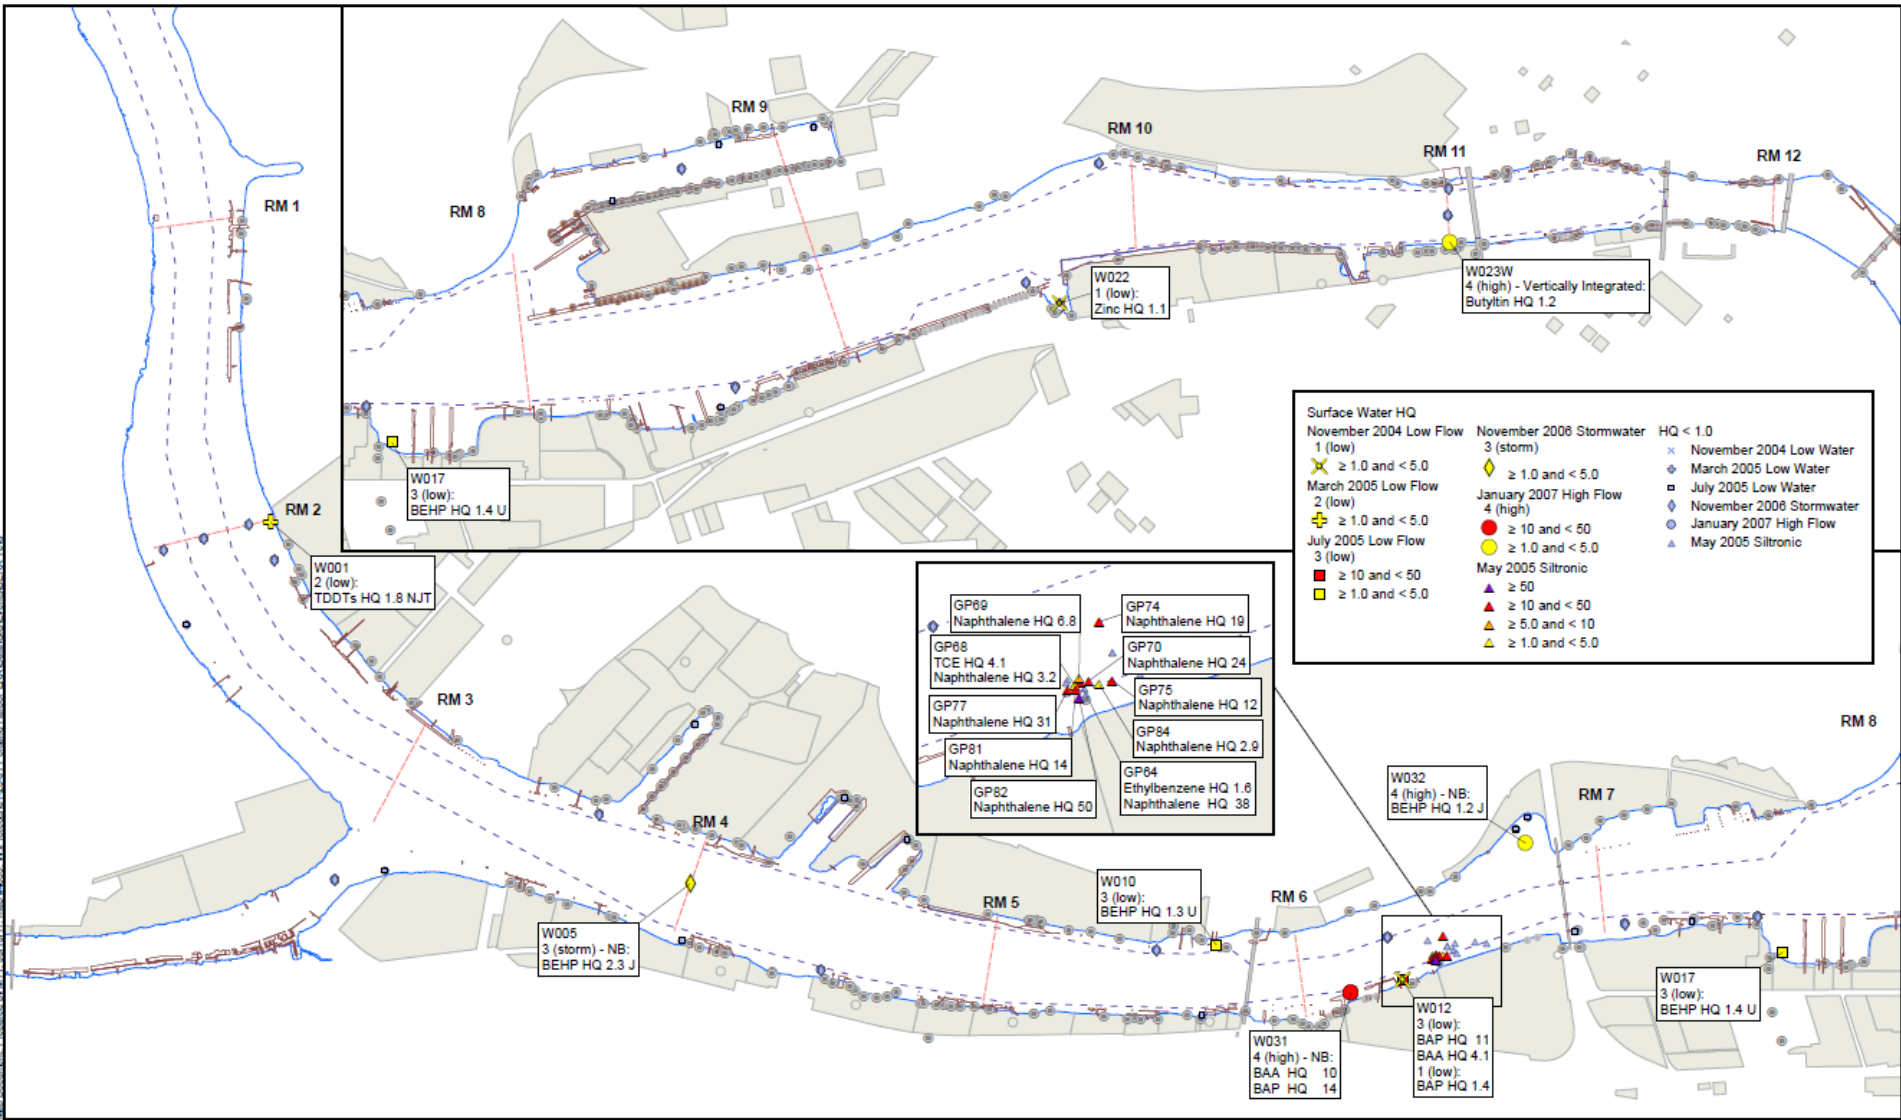 RM 1
RM 2
W001
2 (low):
TDDTs HQ 1.8 NJT
RM 3
RM 8
RM 9
RM 10
RM 11
RM 12
W022
1 (low):
Zinc HQ 1.1
W023W
4 (high) - Vertically Integrated:
Butyltin HQ 1.2
W017
3 (low):
BEHP HQ 1.4 U
Surface Water HQ
November 2004 Low Flow
1 (low)
≥ 1.0 and < 5.0
March 2005 Low Flow
2 (low)
≥ 1.0 and < 5.0
July 2005 Low Flow
3 (low)
≥ 10 and < 50
≥ 1.0 and < 5.0
November 2006 Stormwater
3 (storm)
≥ 1.0 and < 5.0
January 2007 High Flow
4 (high)
≥ 10 and < 50
≥ 1.0 and < 5.0
May 2005 Siltronic
≥ 50
≥ 10 and < 50
≥ 5.0 and < 10
≥ 1.0 and < 5.0
HQ < 1.0
November 2004 Low Water
March 2005 Low Water
July 2005 Low Water
November 2006 Stormwater
January 2007 High Flow
May 2005 Siltronic
GP69
Naphthalene HQ 6.8
GP68
TCE HQ 4.1
Naphthalene HQ 3.2
GP77
Naphthalene HQ 31
GP81
Naphthalene HQ 14
GP82
Naphthalene HQ 50
GP74
Naphthalene HQ 19
GP70
Naphthalene HQ 24
GP75
Naphthalene HQ 12
GP84
Naphthalene HQ 2.9
GP64
Ethylbenzene HQ 1.6
Naphthalene HQ 38
RM 4
W005
3 (storm) - NB:
BEHP HQ 2.3 J
RM 5
W010
3 (low):
BEHP HQ 1.3 U
RM 6
W031
4 (high) - NB:
BAA HQ 10
BAP HQ 14
W012
3 (low):
BAP HQ 11
BAA HQ 4.1
1 (low):
BAP HQ 1.4
W032
4 (high) - NB:
BEHP HQ 1.2 J
RM 7
RM 8
W017
3 (low):
BEHP HQ 1.4 U